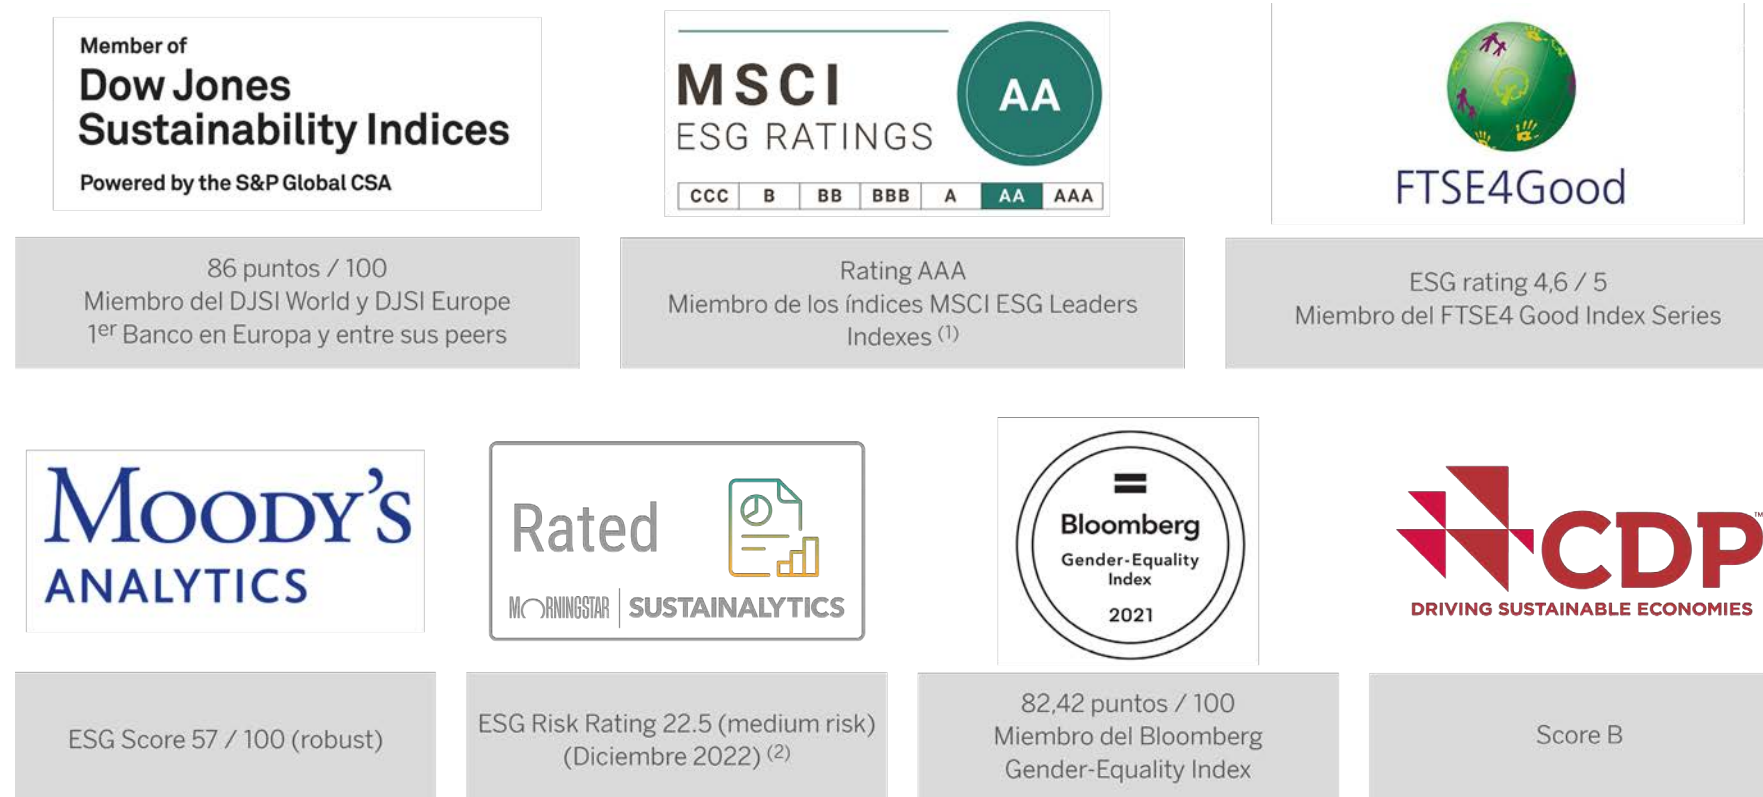 Member of
Dow Jones
Sustainability Indices
Powered by the S&P Global CSA
MSCI
ESG RATINGS
AA
CCC B BB BBB A AA AAA
FTSE4Good
86 puntos / 100
Miembro del DJSI World y DJSI Europe
1er Banco en Europa y entre sus peers
Rating AAA
Miembro de los índices MSCI ESG Leaders
Indexes (1)
ESG rating 4,6 / 5
Miembro del FTSE4 Good Index Series
MOODY'S
ANALYTICS
Rated
MORNINGSTAR | SUSTAINALYTICS
Bloomberg
Gender-Equality
Index
2021
CDP™
DRIVING SUSTAINABLE ECONOMIES
ESG Score 57 / 100 (robust)
ESG Risk Rating 22.5 (medium risk)
(Diciembre 2022) (2)
82,42 puntos / 100
Miembro del Bloomberg
Gender-Equality Index
Score B